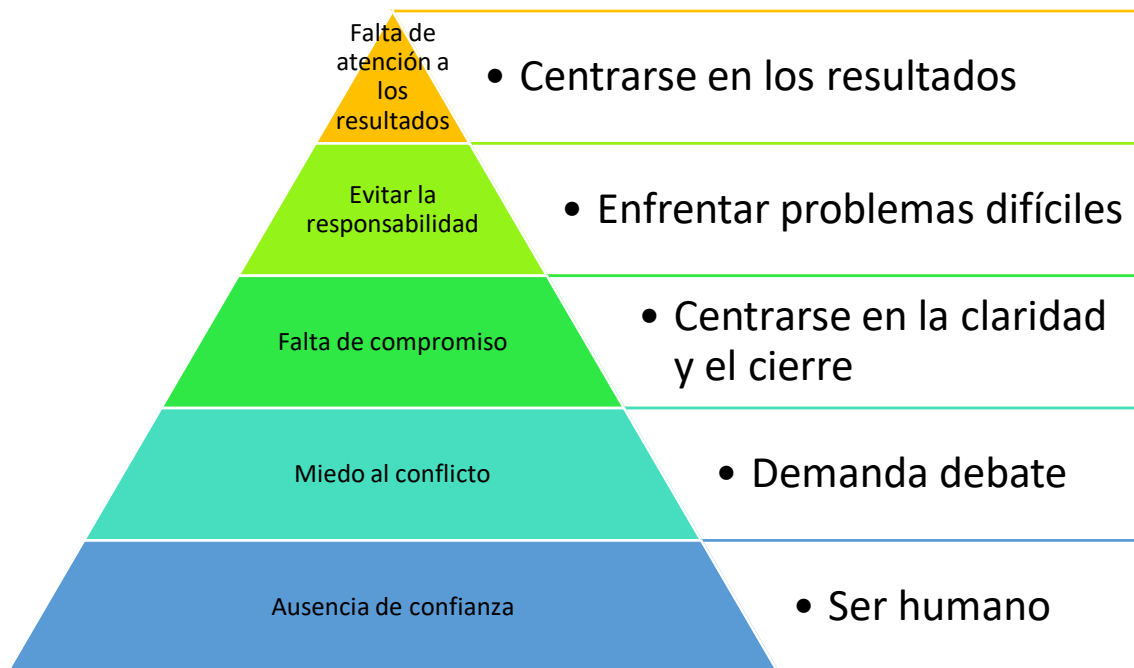 Falta de
atención a
los
resultados
• Centrarse en los resultados
Evitar la
responsabilidad
• Enfrentar problemas difíciles
Falta de compromiso
• Centrarse en la claridad
y el cierre
Miedo al conflicto
• Demanda debate
Ausencia de confianza
• Ser humano